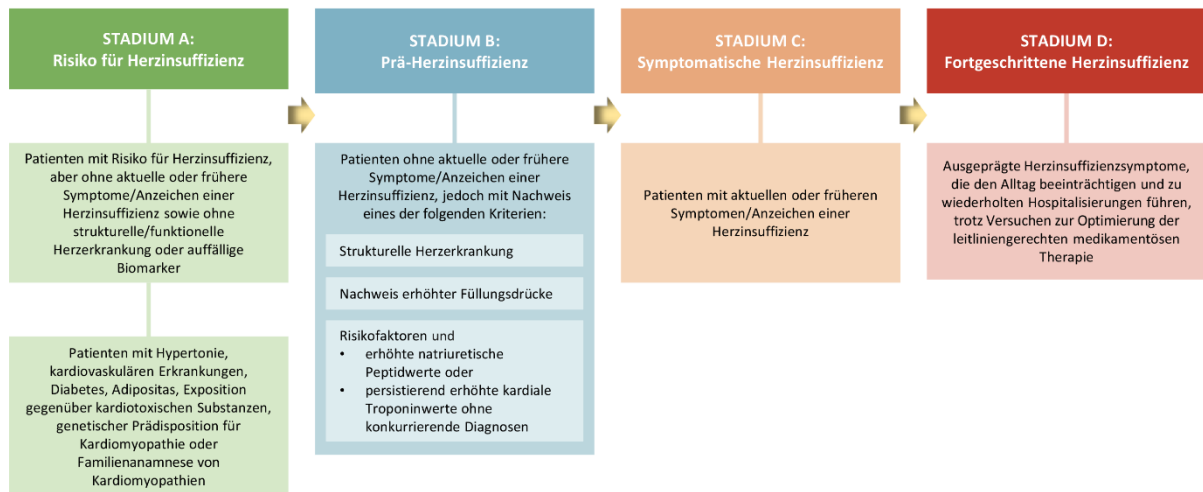 STADIUM A:
Risiko für Herzinsuffizienz
Patienten mit Risiko für Herzinsuffizienz,
aber ohne aktuelle oder frühere
Symptome/Anzeichen einer
Herzinsuffizienz sowie ohne
strukturelle/funktionelle
Herzerkrankung oder auffällige
Biomarker
Patienten mit Hypertonie,
kardiovaskulären Erkrankungen,
Diabetes, Adipositas, Exposition
gegenüber kardiotoxischen Substanzen,
genetischer Prädisposition für
Kardiomyopathie oder
Familienanamnese von
Kardiomyopathien
STADIUM B:
Prä-Herzinsuffizienz
Patienten ohne aktuelle oder frühere
Symptome/Anzeichen einer
Herzinsuffizienz, jedoch mit Nachweis
eines der folgenden Kriterien:
Strukturelle Herzerkrankung
Nachweis erhöhter Füllungsdrücke
Risikofaktoren und
• erhöhte natriuretische
Peptidwerte oder
• persistierend erhöhte kardiale
Troponinwerte ohne
konkurrierende Diagnosen
STADIUM C:
Symptomatische Herzinsuffizienz
Patienten mit aktuellen oder früheren
Symptomen/Anzeichen einer
Herzinsuffizienz
STADIUM D:
Fortgeschrittene Herzinsuffizienz
Ausgeprägte Herzinsuffizienzsymptome,
die den Alltag beeinträchtigen und zu
wiederholten Hospitalisierungen führen,
trotz Versuchen zur Optimierung der
leitliniengerechten medikamentösen
Therapie